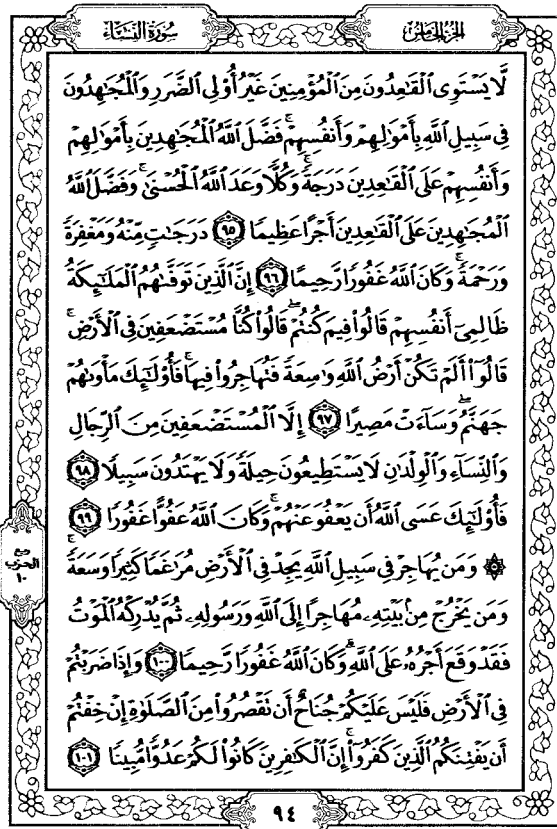 سُورَةُ النِّسَاءِ
الجزء الخامس
لَّا يَسْتَوِى ٱلْقَٰعِدُونَ مِنَ ٱلْمُؤْمِنِينَ غَيْرُ أُو۟لِى ٱلضَّرَرِ وَٱلْمُجَٰهِدُونَ
فِى سَبِيلِ ٱللَّهِ بِأَمْوَٰلِهِمْ وَأَنفُسِهِمْ ۚ فَضَّلَ ٱللَّهُ ٱلْمُجَٰهِدِينَ بِأَمْوَٰلِهِمْ
وَأَنفُسِهِمْ عَلَى ٱلْقَٰعِدِينَ دَرَجَةً ۚ وَكُلًّا وَعَدَ ٱللَّهُ ٱلْحُسْنَىٰ ۚ وَفَضَّلَ ٱللَّهُ
ٱلْمُجَٰهِدِينَ عَلَى ٱلْقَٰعِدِينَ أَجْرًا عَظِيمًا ٩٥ دَرَجَٰتٍ مِّنْهُ وَمَغْفِرَةً
وَرَحْمَةً ۚ وَكَانَ ٱللَّهُ غَفُورًا رَّحِيمًا ٩٦ إِنَّ ٱلَّذِينَ تَوَفَّىٰهُمُ ٱلْمَلَٰٓئِكَةُ
ظَالِمِىٓ أَنفُسِهِمْ قَالُوا۟ فِيمَ كُنتُمْ ۖ قَالُوا۟ كُنَّا مُسْتَضْعَفِينَ فِى ٱلْأَرْضِ ۚ
قَالُوٓا۟ أَلَمْ تَكُنْ أَرْضُ ٱللَّهِ وَٰسِعَةً فَتُهَاجِرُوا۟ فِيهَا ۚ فَأُو۟لَٰٓئِكَ مَأْوَىٰهُمْ
جَهَنَّمُ ۖ وَسَآءَتْ مَصِيرًا ٩٧ إِلَّا ٱلْمُسْتَضْعَفِينَ مِنَ ٱلرِّجَالِ
وَٱلنِّسَآءِ وَٱلْوِلْدَٰنِ لَا يَسْتَطِيعُونَ حِيلَةً وَلَا يَهْتَدُونَ سَبِيلًا ٩٨
فَأُو۟لَٰٓئِكَ عَسَى ٱللَّهُ أَن يَعْفُوَ عَنْهُمْ ۚ وَكَانَ ٱللَّهُ عَفُوًّا غَفُورًا ٩٩
۞ وَمَن يُهَاجِرْ فِى سَبِيلِ ٱللَّهِ يَجِدْ فِى ٱلْأَرْضِ مُرَٰغَمًا كَثِيرًا وَسَعَةً ۚ
وَمَن يَخْرُجْ مِنۢ بَيْتِهِۦ مُهَاجِرًا إِلَى ٱللَّهِ وَرَسُولِهِۦ ثُمَّ يُدْرِكْهُ ٱلْمَوْتُ
فَقَدْ وَقَعَ أَجْرُهُۥ عَلَى ٱللَّهِ ۗ وَكَانَ ٱللَّهُ غَفُورًا رَّحِيمًا ١٠٠ وَإِذَا ضَرَبْتُمْ
فِى ٱلْأَرْضِ فَلَيْسَ عَلَيْكُمْ جُنَاحٌ أَن تَقْصُرُوا۟ مِنَ ٱلصَّلَوٰةِ إِنْ خِفْتُمْ
أَن يَفْتِنَكُمُ ٱلَّذِينَ كَفَرُوٓا۟ ۚ إِنَّ ٱلْكَٰفِرِينَ كَانُوا۟ لَكُمْ عَدُوًّا مُّبِينًا ١٠١
ربع
الحزب
١٠
٩٤